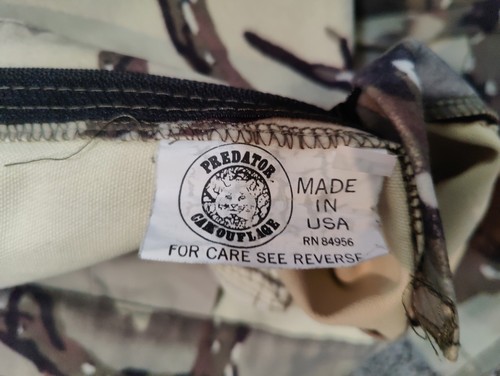 PREDATOR
CAMOUFLAGE
MADE
IN
USA
RN 84956
FOR CARE SEE REVERSE